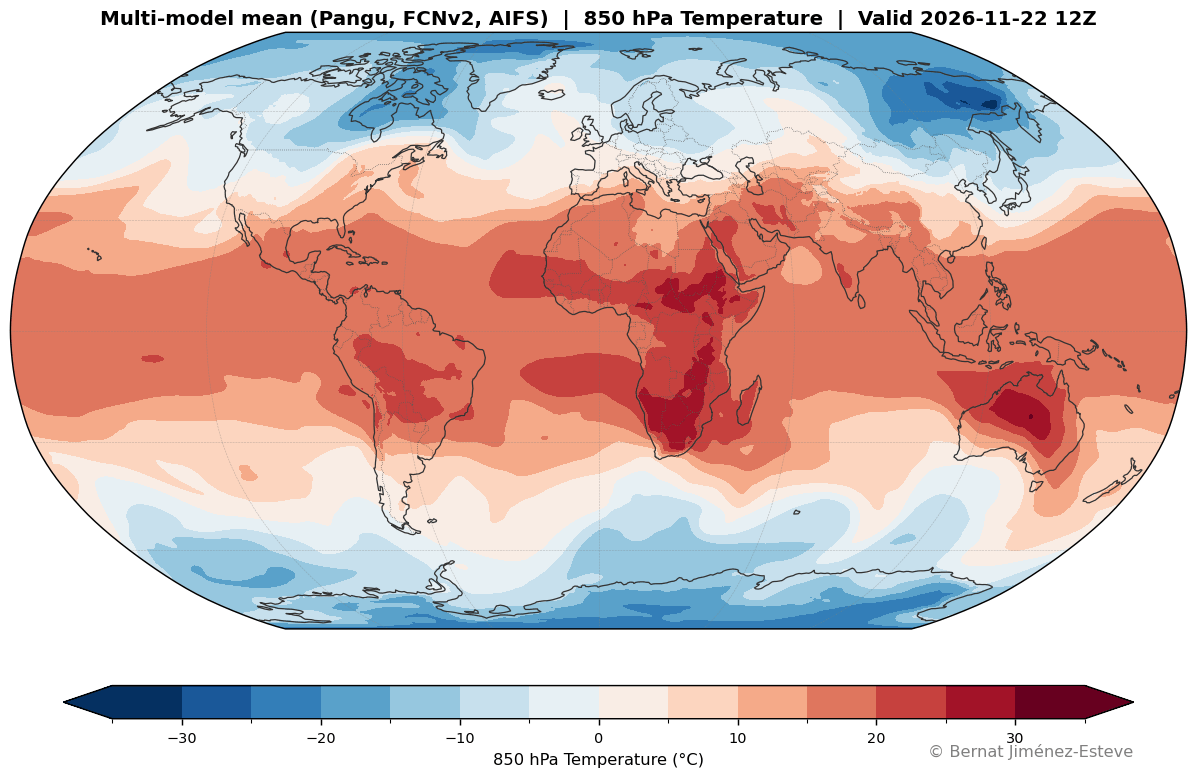 Multi-model mean (Pangu, FCNv2, AIFS)  |  850 hPa Temperature  |  Valid 2026-11-22 12Z
−30 −20 −10 0 10 20 30
850 hPa Temperature (°C)
© Bernat Jiménez-Esteve